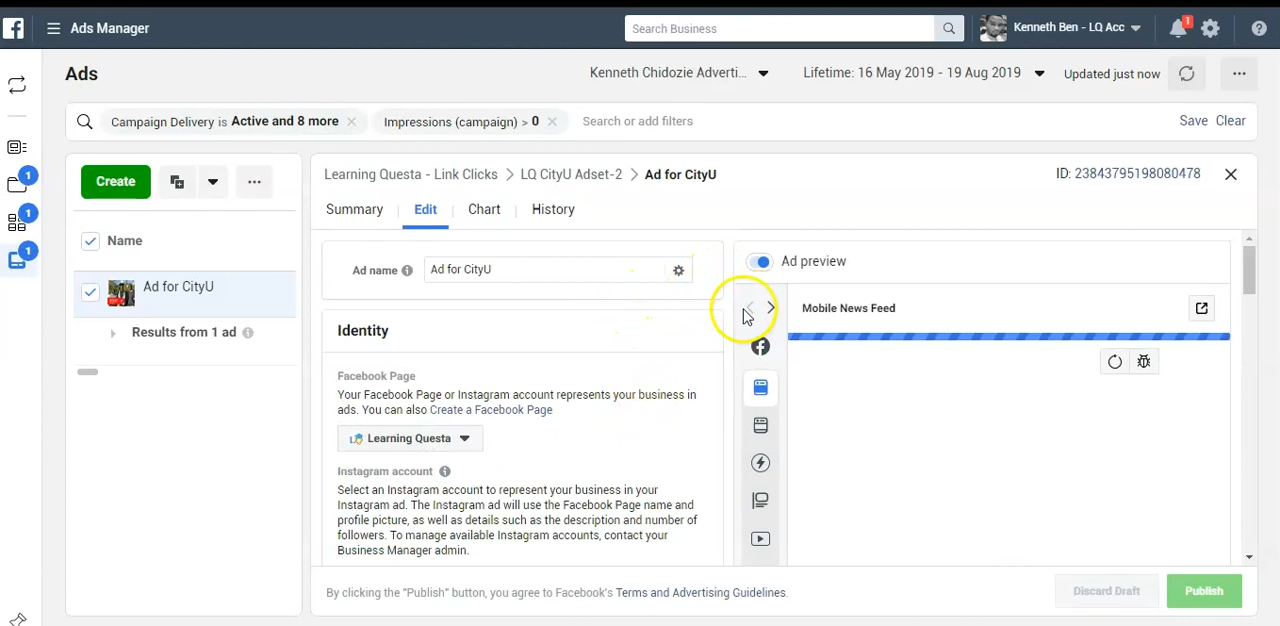 Ads Manager
Search Business
Kenneth Ben - LQ Acc
1
Ads
Kenneth Chidozie Adverti...
Lifetime: 16 May 2019 - 19 Aug 2019
Updated just now
Campaign Delivery is Active and 8 more
Impressions (campaign) > 0
Search or add filters
Save Clear
1
1
1
Create
Name
Ad for CityU
Results from 1 ad
Learning Questa - Link Clicks > LQ CityU Adset-2 > Ad for CityU
ID: 23843795198080478
Summary
Edit
Chart
History
Ad name
Ad for CityU
Identity
Facebook Page
Your Facebook Page or Instagram account represents your business in
ads. You can also Create a Facebook Page
Learning Questa
Instagram account
Select an Instagram account to represent your business in your
Instagram ad. The Instagram ad will use the Facebook Page name and
profile picture, as well as details such as the description and number of
followers. To manage available Instagram accounts, contact your
Business Manager admin.
Ad preview
Mobile News Feed
By clicking the "Publish" button, you agree to Facebook's Terms and Advertising Guidelines.
Discard Draft
Publish